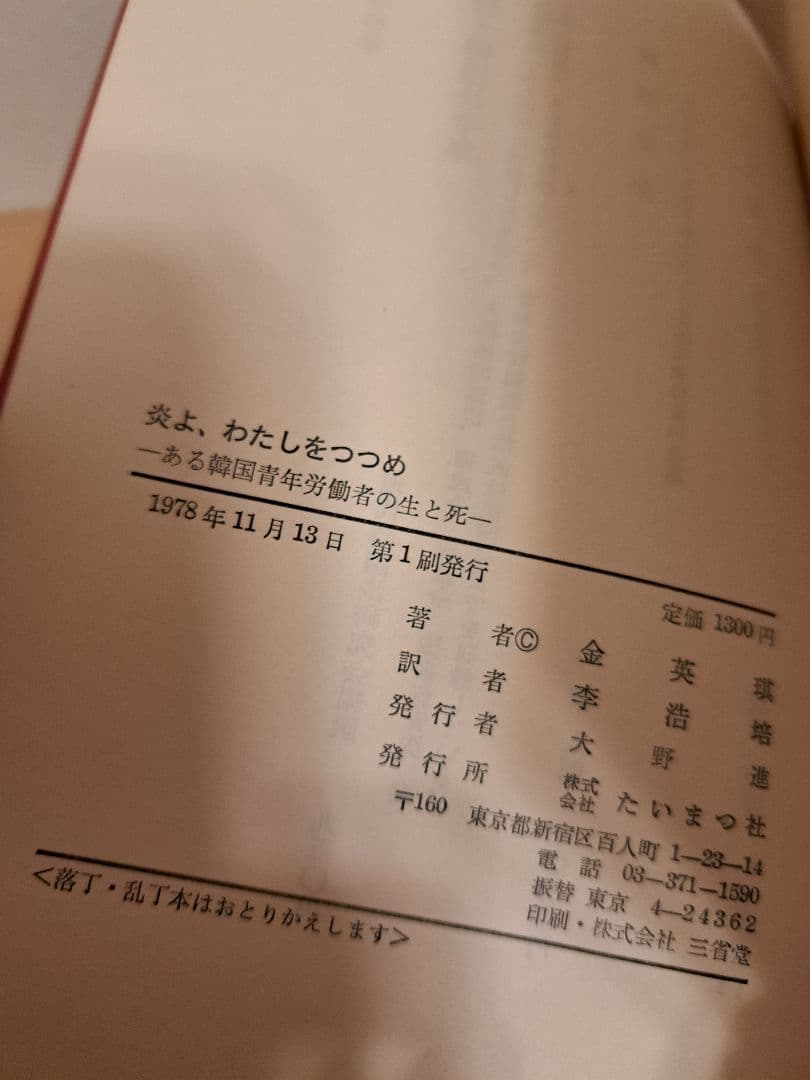 炎よ、わたしをつつめ
―ある韓国青年労働者の生と死―
1978年11月13日 第1刷発行
定価 1300円
著者© 金英琪
訳者 李浩培
発行者 大野進
発行所 株式会社 たいまつ社
〒160 東京都新宿区百人町 1―23―14
電話 03―371―1590
振替 東京 4―24362
印刷・株式会社 三省堂
<落丁・乱丁本はおとりかえします>